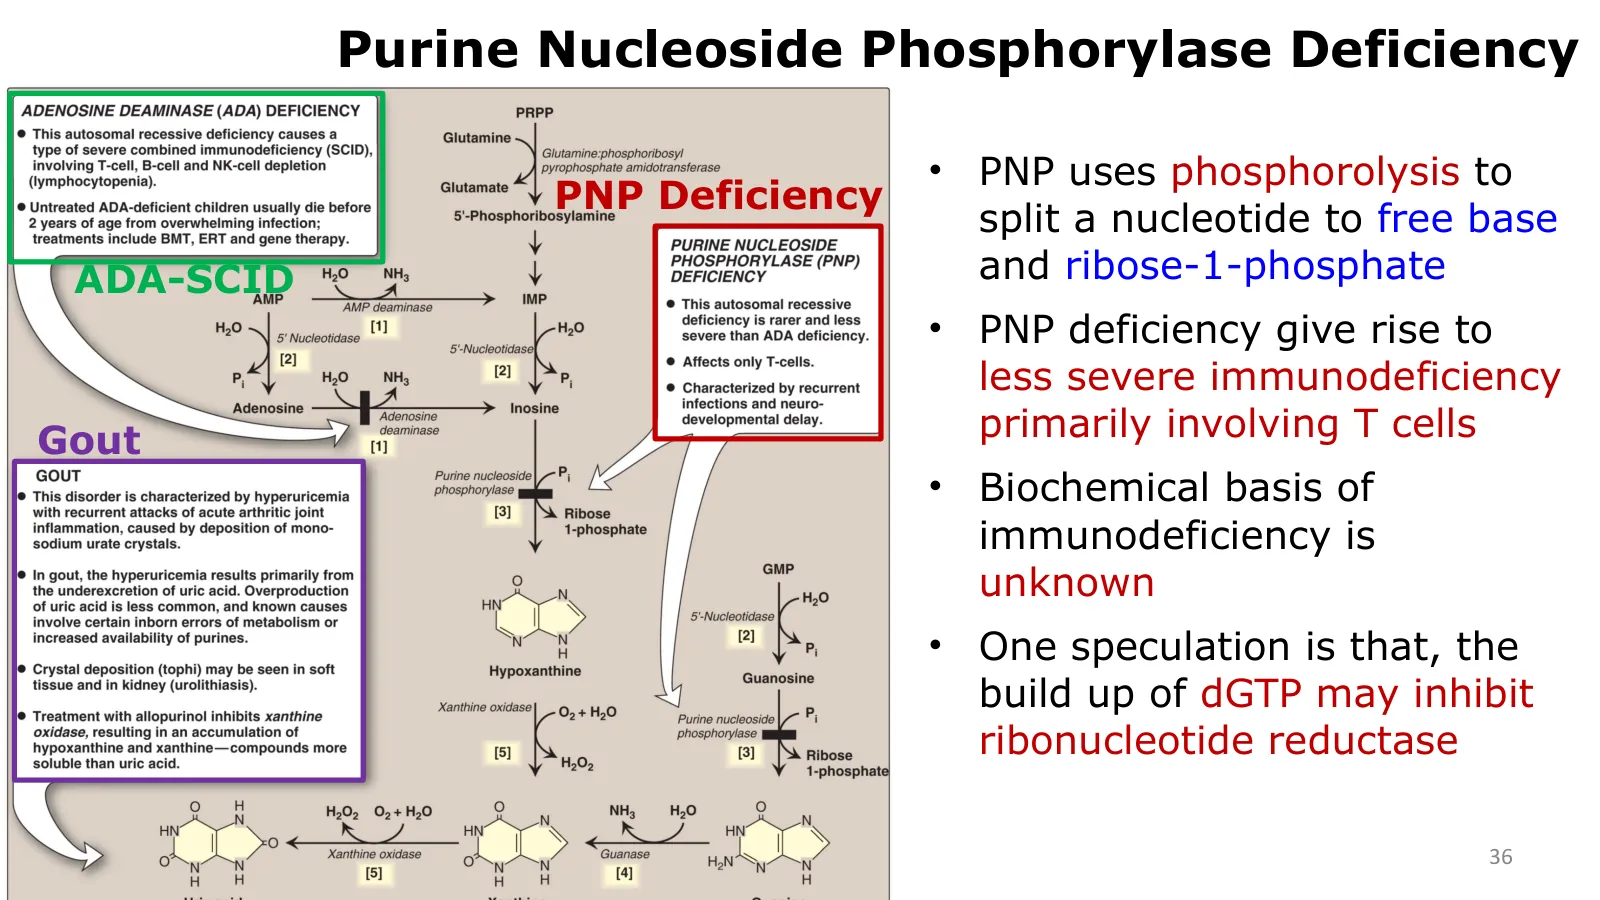 Purine Nucleoside Phosphorylase Deficiency
ADENOSINE DEAMINASE (ADA) DEFICIENCY
● This autosomal recessive deficiency causes a
type of severe combined immunodeficiency (SCID),
involving T-cell, B-cell and NK-cell depletion
(lymphocytopenia).
● Untreated ADA-deficient children usually die before
2 years of age from overwhelming infection;
treatments include BMT, ERT and gene therapy.
ADA-SCID
PRPP
Glutamine
Glutamine:phosphoribosyl
pyrophosphate amidotransferase
Glutamate
PNP Deficiency
5'-Phosphoribosylamine
PURINE NUCLEOSIDE
PHOSPHORYLASE (PNP)
DEFICIENCY
● This autosomal recessive
deficiency is rarer and less
severe than ADA deficiency.
● Affects only T-cells.
● Characterized by recurrent
infections and neuro-
developmental delay.
H2O NH3
AMP
AMP deaminase
[1]
IMP
H2O
5' Nucleotidase
[2]
Pi
H2O
5'-Nucleotidase
[2]
Pi
H2O NH3
Adenosine
Adenosine
deaminase
[1]
Inosine
Gout
GOUT
● This disorder is characterized by hyperuricemia
with recurrent attacks of acute arthritic joint
inflammation, caused by deposition of mono-
sodium urate crystals.
● In gout, the hyperuricemia results primarily from
the underexcretion of uric acid. Overproduction
of uric acid is less common, and known causes
involve certain inborn errors of metabolism or
increased availability of purines.
● Crystal deposition (tophi) may be seen in soft
tissue and in kidney (urolithiasis).
● Treatment with allopurinol inhibits xanthine
oxidase, resulting in an accumulation of
hypoxanthine and xanthine—compounds more
soluble than uric acid.
Purine nucleoside
phosphorylase
[3]
Pi
Ribose
1-phosphate
O
HN
N
N
N
H
Hypoxanthine
Xanthine oxidase
[5]
O2 + H2O
H2O2
GMP
5'-Nucleotidase
[2]
H2O
Pi
Guanosine
Purine nucleoside
phosphorylase
[3]
Pi
Ribose
1-phosphate
O
H
HN
N
O
O
N
H
N
H
H2O2 O2 + H2O
Xanthine oxidase
[5]
O
HN
N
O
N
H
N
H
NH3 H2O
Guanase
[4]
O
HN
N
H2N
N
N
H
• PNP uses phosphorolysis to
split a nucleotide to free base
and ribose-1-phosphate
• PNP deficiency give rise to
less severe immunodeficiency
primarily involving T cells
• Biochemical basis of
immunodeficiency is
unknown
• One speculation is that, the
build up of dGTP may inhibit
ribonucleotide reductase
36